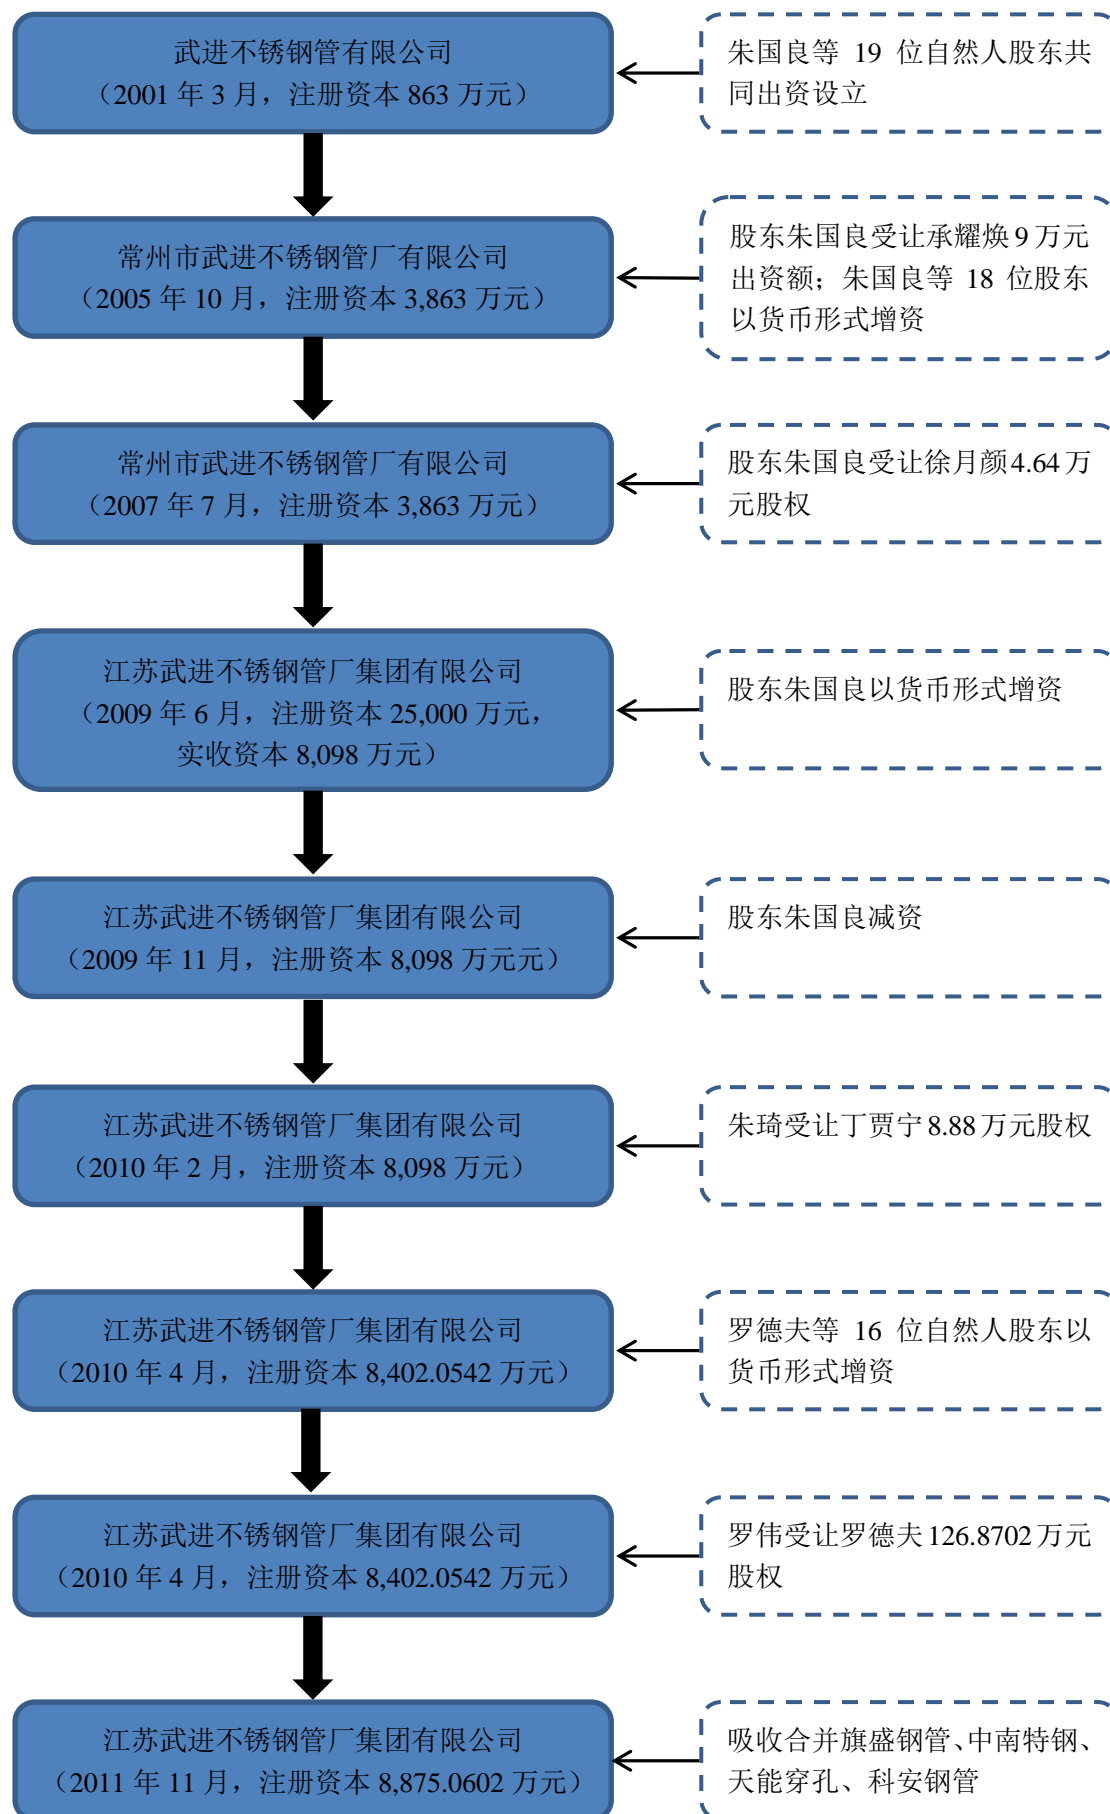 武进不锈钢管有限公司
（2001 年 3 月，注册资本 863 万元）
朱国良等 19 位自然人股东共
同出资设立
常州市武进不锈钢管厂有限公司
（2005 年 10 月，注册资本 3,863 万元）
股东朱国良受让承耀焕 9 万元
出资额；朱国良等 18 位股东
以货币形式增资
常州市武进不锈钢管厂有限公司
（2007 年 7 月，注册资本 3,863 万元）
股东朱国良受让徐月颜 4.64 万
元股权
江苏武进不锈钢管厂集团有限公司
（2009 年 6 月，注册资本 25,000 万元，
实收资本 8,098 万元）
股东朱国良以货币形式增资
江苏武进不锈钢管厂集团有限公司
（2009 年 11 月，注册资本 8,098 万元元）
股东朱国良减资
江苏武进不锈钢管厂集团有限公司
（2010 年 2 月，注册资本 8,098 万元）
朱琦受让丁贾宁 8.88 万元股权
江苏武进不锈钢管厂集团有限公司
（2010 年 4 月，注册资本 8,402.0542 万元）
罗德夫等 16 位自然人股东以
货币形式增资
江苏武进不锈钢管厂集团有限公司
（2010 年 4 月，注册资本 8,402.0542 万元）
罗伟受让罗德夫 126.8702 万元
股权
江苏武进不锈钢管厂集团有限公司
（2011 年 11 月，注册资本 8,875.0602 万元）
吸收合并旗盛钢管、中南特钢、
天能穿孔、科安钢管